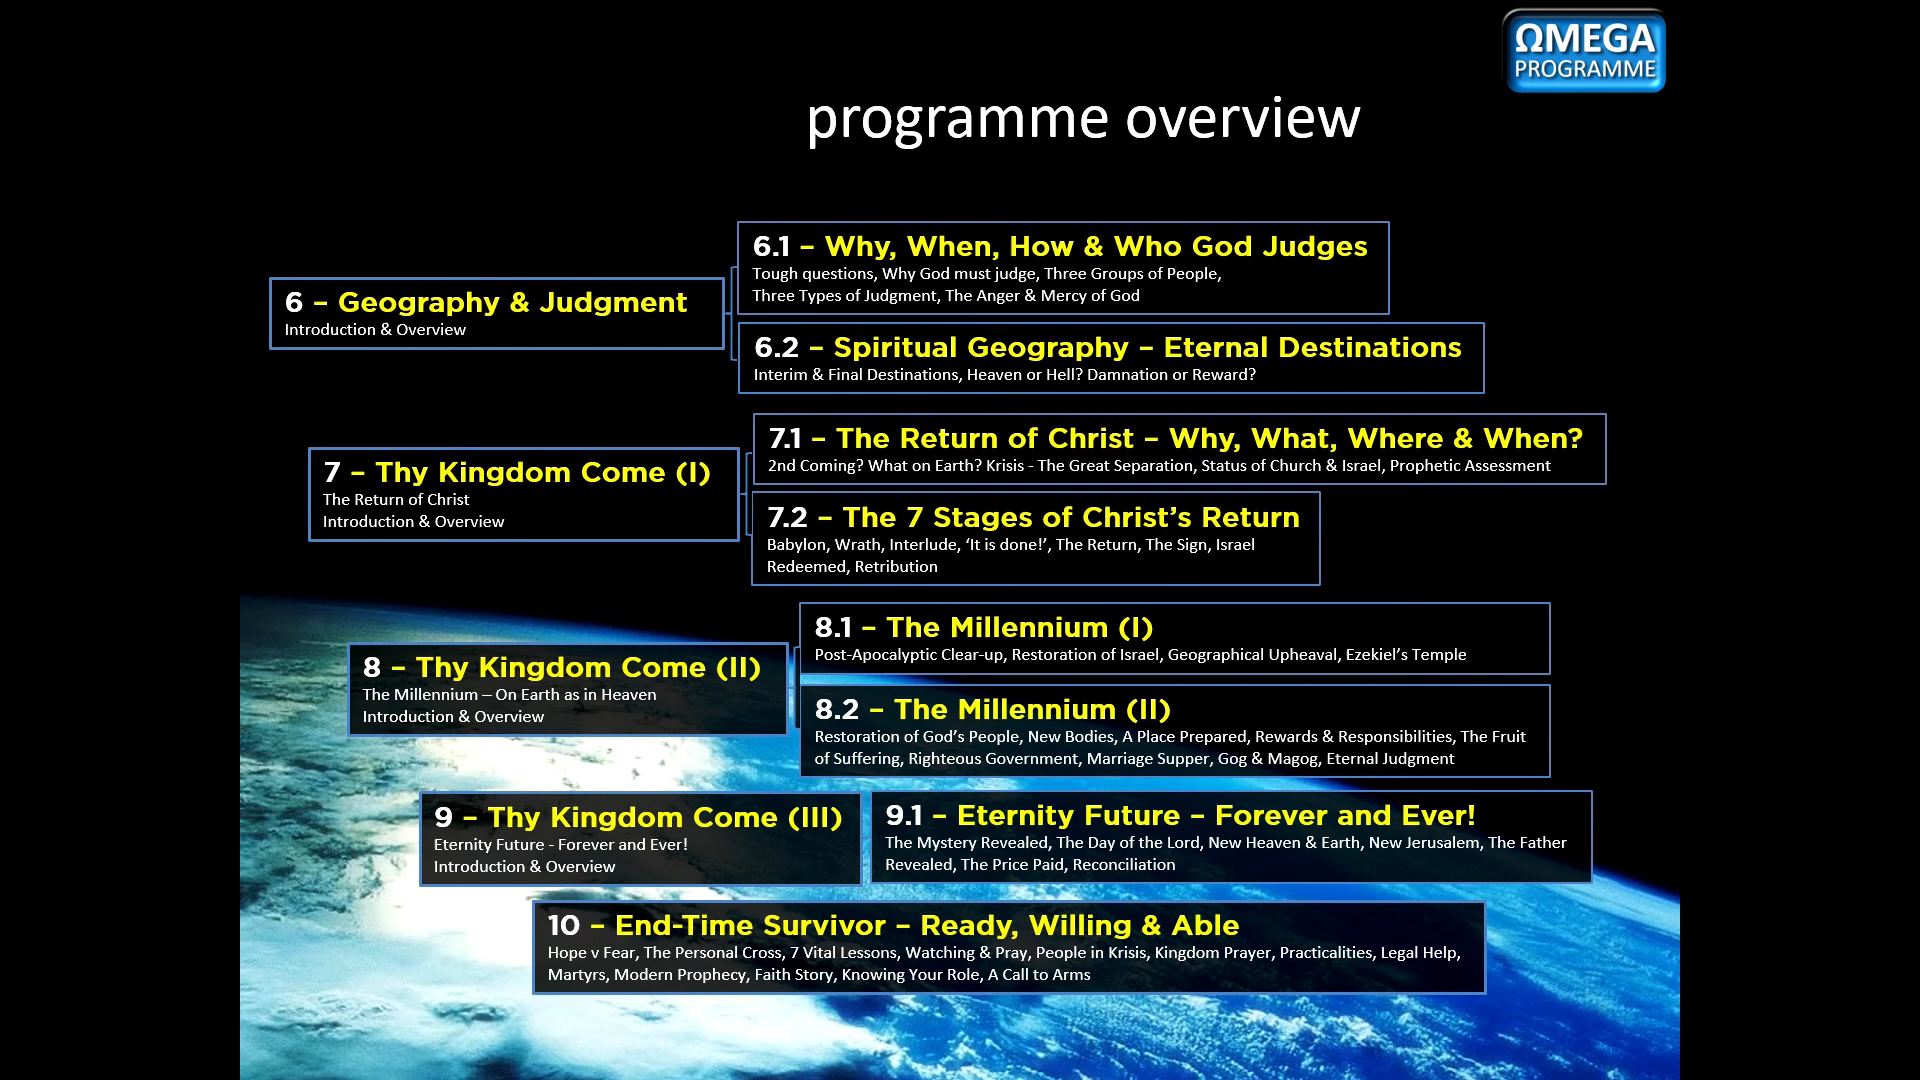 ΩMEGA
PROGRAMME
programme overview
6 – Geography & Judgment
Introduction & Overview
6.1 – Why, When, How & Who God Judges
Tough questions, Why God must judge, Three Groups of People,
Three Types of Judgment, The Anger & Mercy of God
6.2 – Spiritual Geography – Eternal Destinations
Interim & Final Destinations, Heaven or Hell? Damnation or Reward?
7 – Thy Kingdom Come (I)
The Return of Christ
Introduction & Overview
7.1 – The Return of Christ – Why, What, Where & When?
2nd Coming? What on Earth? Krisis - The Great Separation, Status of Church & Israel, Prophetic Assessment
7.2 – The 7 Stages of Christ’s Return
Babylon, Wrath, Interlude, ‘It is done!’, The Return, The Sign, Israel
Redeemed, Retribution
8 – Thy Kingdom Come (II)
The Millennium – On Earth as in Heaven
Introduction & Overview
8.1 – The Millennium (I)
Post-Apocalyptic Clear-up, Restoration of Israel, Geographical Upheaval, Ezekiel’s Temple
8.2 – The Millennium (II)
Restoration of God’s People, New Bodies, A Place Prepared, Rewards & Responsibilities, The Fruit
of Suffering, Righteous Government, Marriage Supper, Gog & Magog, Eternal Judgment
9 – Thy Kingdom Come (III)
Eternity Future - Forever and Ever!
Introduction & Overview
9.1 – Eternity Future – Forever and Ever!
The Mystery Revealed, The Day of the Lord, New Heaven & Earth, New Jerusalem, The Father
Revealed, The Price Paid, Reconciliation
10 – End-Time Survivor – Ready, Willing & Able
Hope v Fear, The Personal Cross, 7 Vital Lessons, Watching & Pray, People in Krisis, Kingdom Prayer, Practicalities, Legal Help,
Martyrs, Modern Prophecy, Faith Story, Knowing Your Role, A Call to Arms